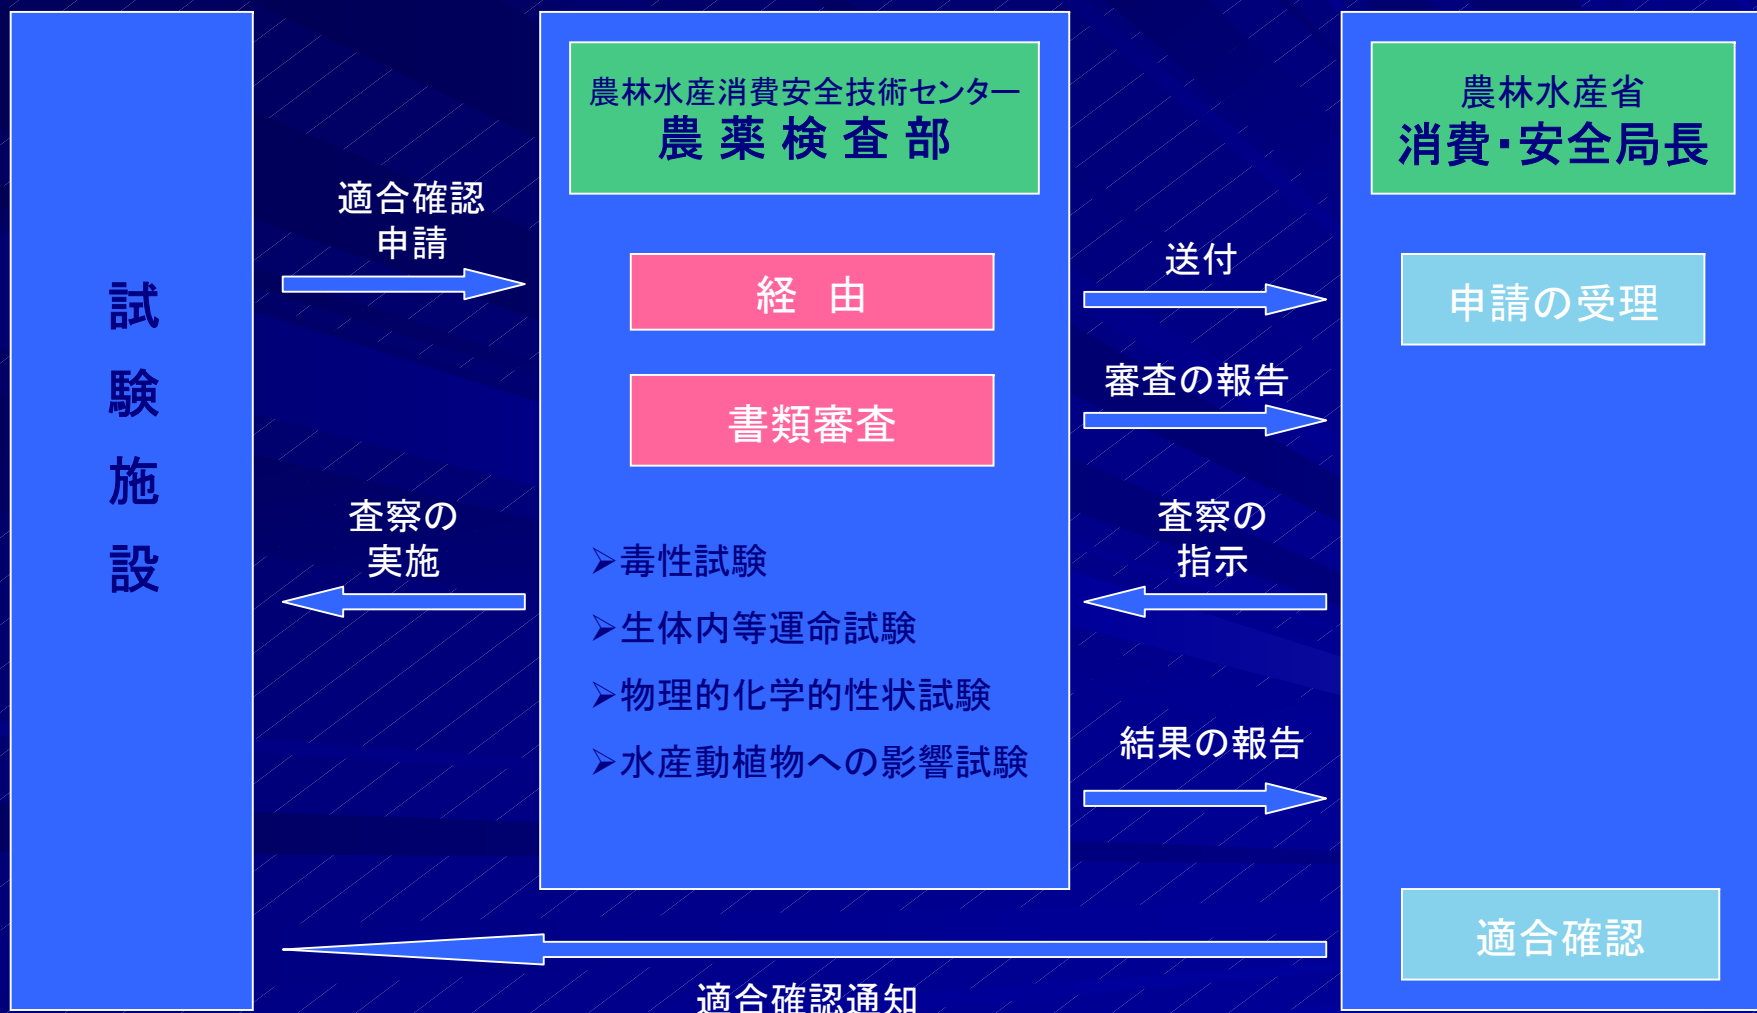 試
験
施
設
適合確認
申請
査察の
実施
農林水産消費安全技術センター
農薬検査部
経　由
書類審査
➢毒性試験
➢生体内等運命試験
➢物理的化学的性状試験
➢水産動植物への影響試験
送付
審査の報告
査察の
指示
結果の報告
農林水産省
消費・安全局長
申請の受理
適合確認
適合確認通知